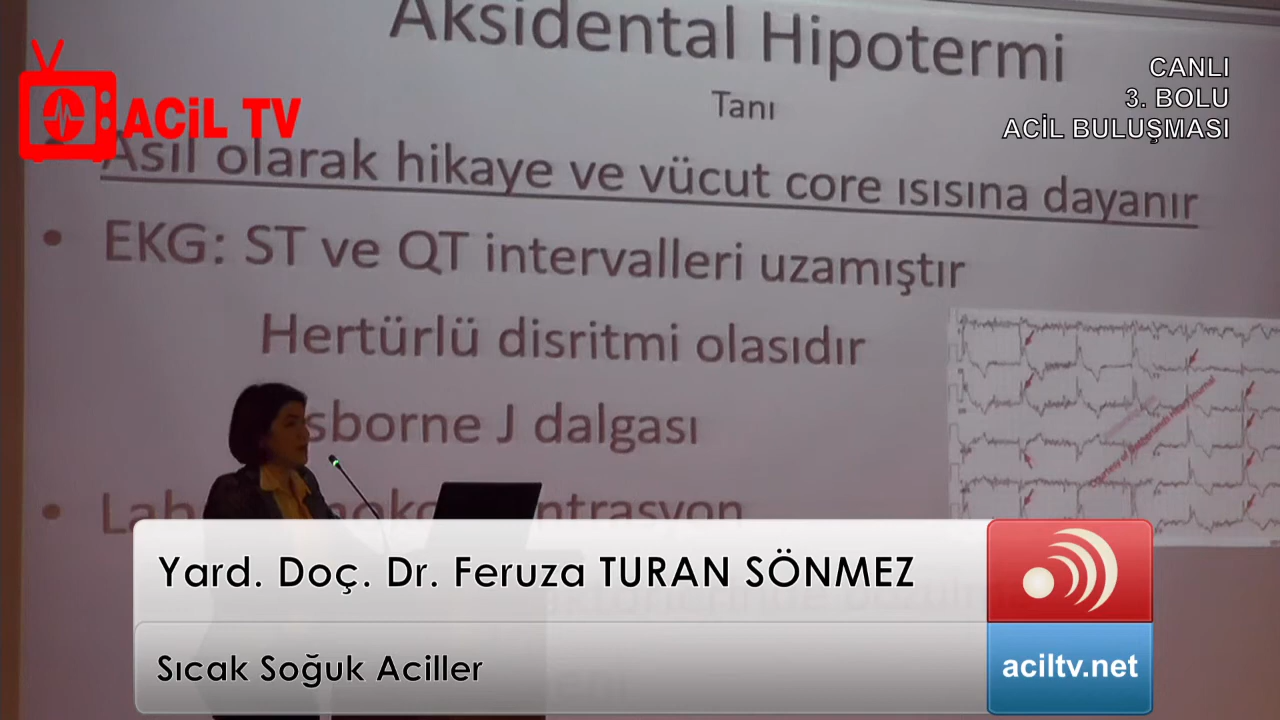 Aksidental Hipotermi
Tanı
Asıl olarak hikaye ve vücut core ısısına dayanır
• EKG: ST ve QT intervalleri uzamıştır
Hertürlü disritmi olasıdır
sborne J dalgası
• Lab
ntrasyon
ACİL TV
CANLI
3. BOLU
ACİL BULUŞMASI
Yard. Doç. Dr. Feruza TURAN SÖNMEZ
Sıcak Soğuk Aciller
aciltv.net